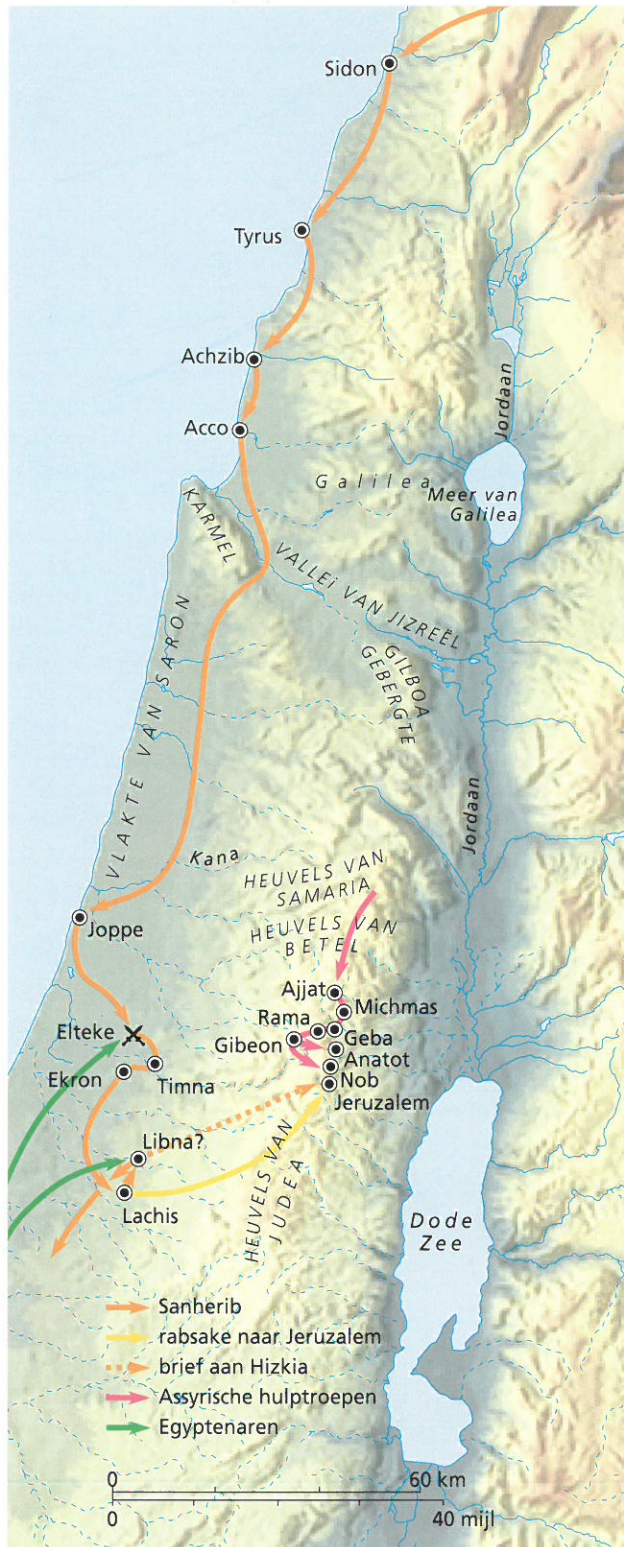 Sidon
Tyrus
Achzib
Acco
Jordaan
Galilea
Meer van
Galilea
KARMEL
VALLEi VAN JIZREËL
GILBOA
GEBERGTE
VLAKTE VAN SARON
Jordaan
Kana
HEUVELS VAN
SAMARIA
HEUVELS VAN
BETEL
Joppe
Ajjat
Michmas
Rama
Elteke
Geba
Gibeon
Anatot
Ekron
Timna
Nob
Jeruzalem
Libna?
HEUVELS VAN
JUDEA
Lachis
Dode
Zee
Sanherib
rabsake naar Jeruzalem
brief aan Hizkia
Assyrische hulptroepen
Egyptenaren
0
60 km
0
40 mijl